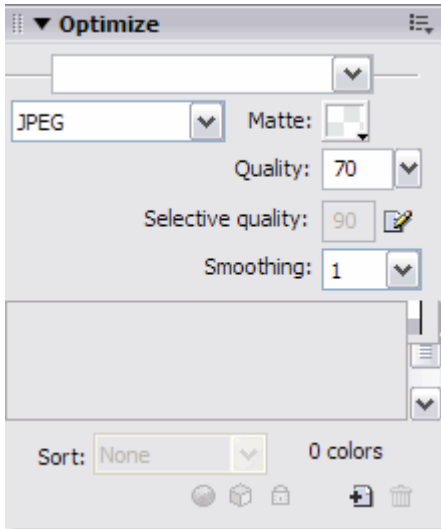 Optimize
JPEG Matte:
Quality: 70
Selective quality: 90
Smoothing: 1
Sort: None 0 colors